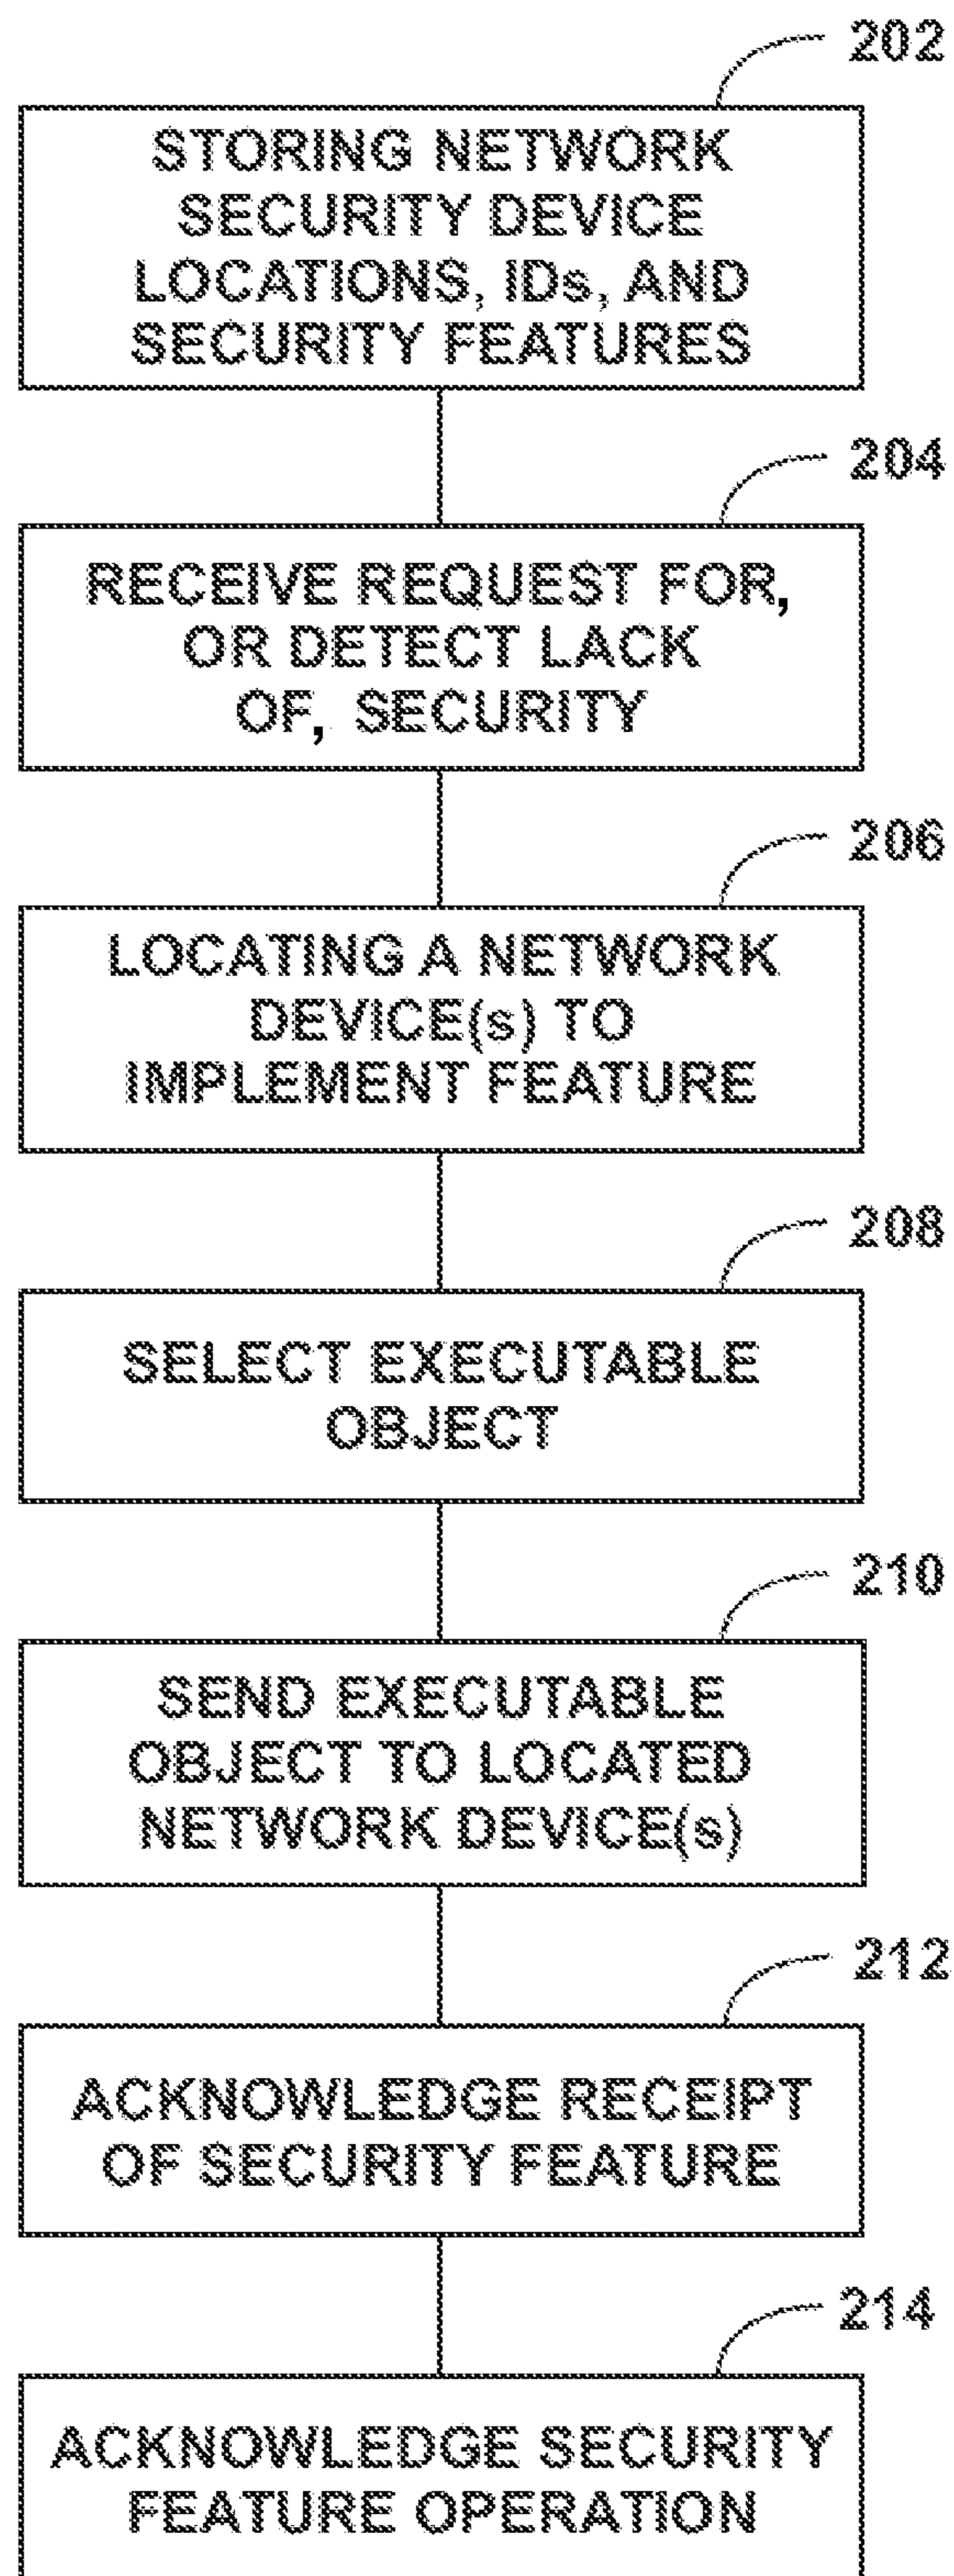 202
STORING NETWORK
SECURITY DEVICE
LOCATIONS, IDs, AND
SECURITY FEATURES
204
RECEIVE REQUEST FOR,
OR DETECT LACK
OF, SECURITY
206
LOCATING A NETWORK
DEVICE(s) TO
IMPLEMENT FEATURE
208
SELECT EXECUTABLE
OBJECT
210
SEND EXECUTABLE
OBJECT TO LOCATED
NETWORK DEVICE(s)
212
ACKNOWLEDGE RECEIPT
OF SECURITY FEATURE
214
ACKNOWLEDGE SECURITY
FEATURE OPERATION